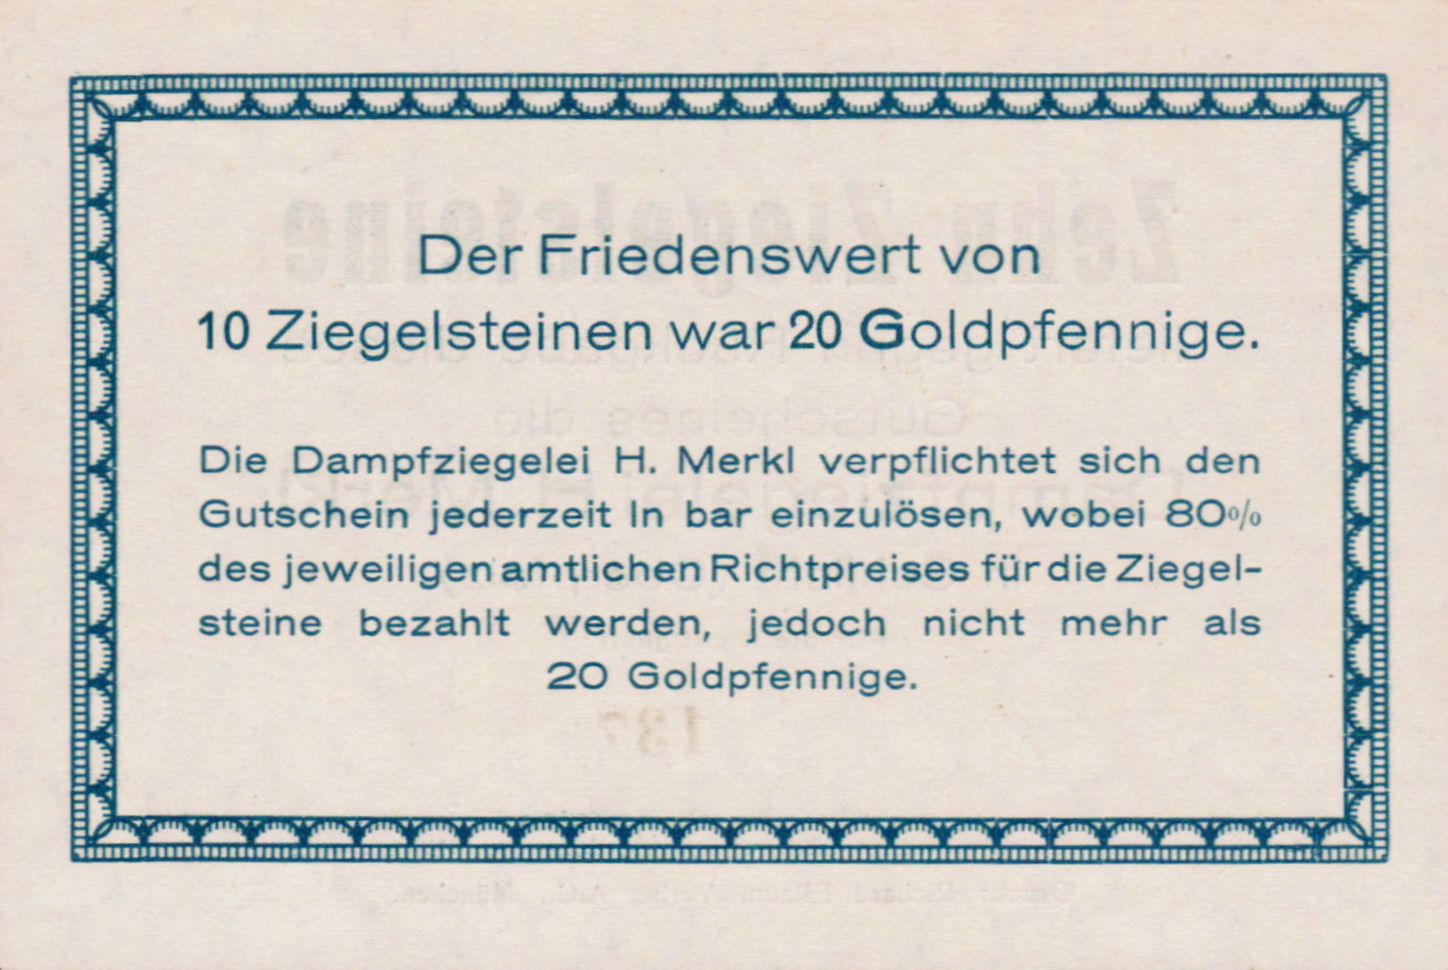 Der Friedenswert von
10 Ziegelsteinen war 20 Goldpfennige.
Die Dampfziegelei H. Merkl verpflichtet sich den
Gutschein jederzeit In bar einzulösen, wobei 80%
des jeweiligen amtlichen Richtpreises für die Ziegel-
steine bezahlt werden, jedoch nicht mehr als
20 Goldpfennige.